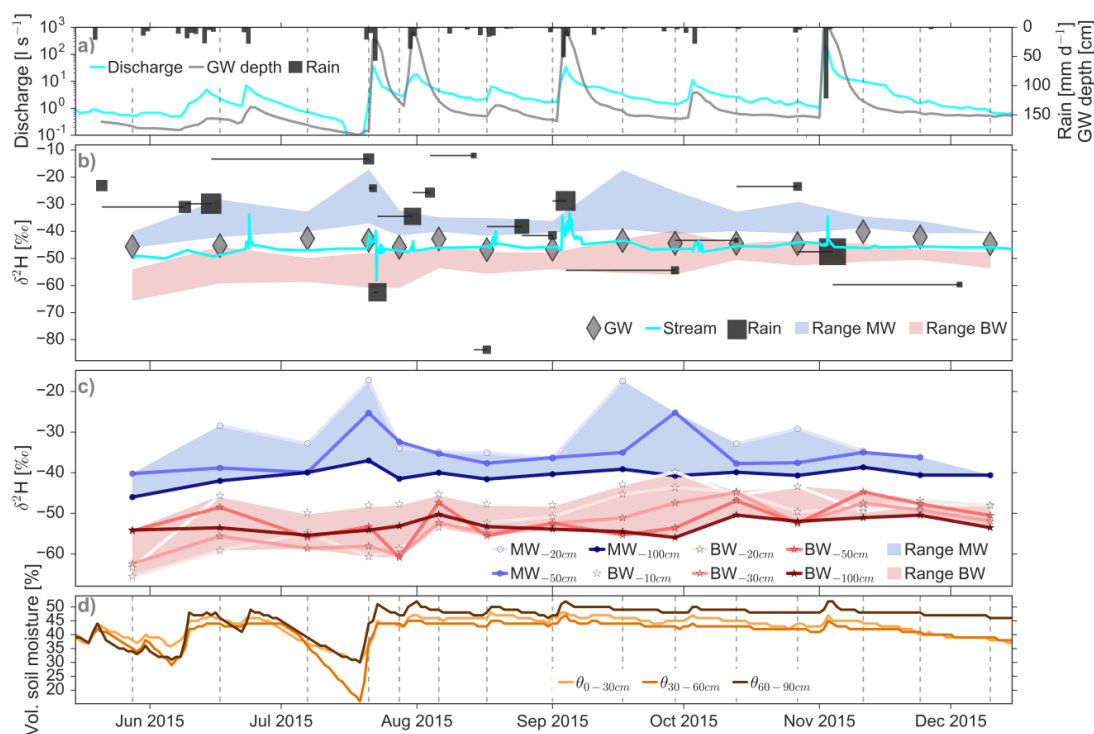 a)
Discharge [l s⁻¹]
10³
10²
10¹
10⁰
10⁻¹
Discharge GW depth Rain
0
50
100
150
Rain [mm d⁻¹]
GW depth [cm]
b)
δ²H [‰]
−10
−20
−30
−40
−50
−60
−70
−80
GW Stream Rain Range MW Range BW
c)
δ²H [‰]
−20
−30
−40
−50
−60
MW₋₂₀cm MW₋₁₀₀cm BW₋₂₀cm BW₋₅₀cm Range MW
MW₋₅₀cm BW₋₁₀cm BW₋₃₀cm BW₋₁₀₀cm Range BW
d)
Vol. soil moisture [%]
50
45
40
35
30
25
20
θ₀₋₃₀cm θ₃₀₋₆₀cm θ₆₀₋₉₀cm
Jun 2015 Jul 2015 Aug 2015 Sep 2015 Oct 2015 Nov 2015 Dec 2015